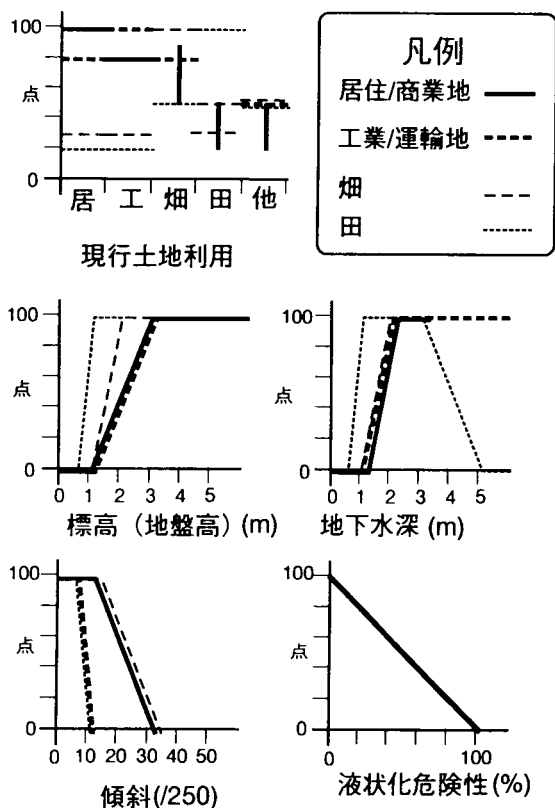 100
点
0
居 工 畑 田 他
現行土地利用
凡例
居住/商業地
工業/運輸地
畑
田
100
点
0
0 1 2 3 4 5
標高（地盤高）(m)
100
点
0
0 1 2 3 4 5
地下水深 (m)
100
点
0
0 10 20 30 40 50
傾斜(/250)
100
点
0
0 100
液状化危険性(%)